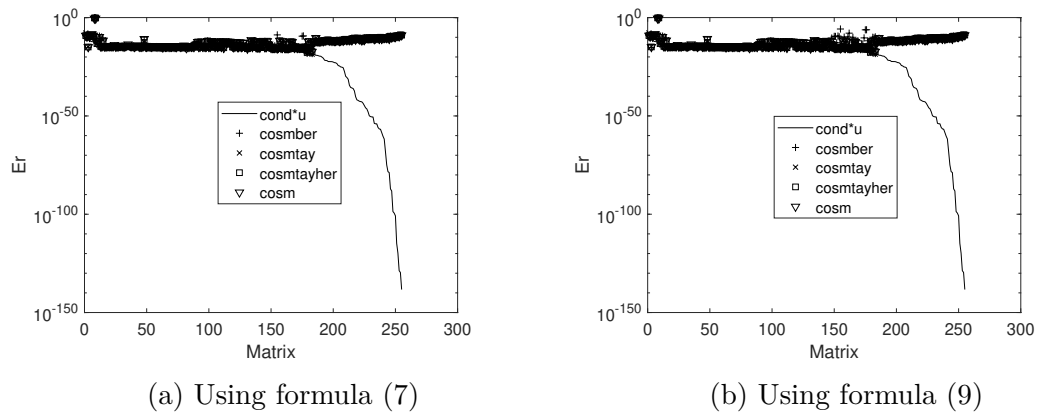 10^0
10^-50
10^-100
10^-150
Er
0 50 100 150 200 250 300
Matrix
cond*u
cosmber
cosmtay
cosmtayher
cosm
(a) Using formula (7)
10^0
10^-50
10^-100
10^-150
Er
0 50 100 150 200 250 300
Matrix
cond*u
cosmber
cosmtay
cosmtayher
cosm
(b) Using formula (9)